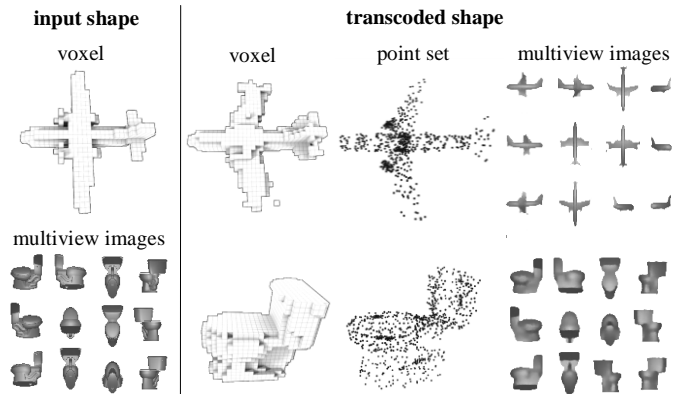 input shape
transcoded shape
voxel
voxel
point set
multiview images
multiview images